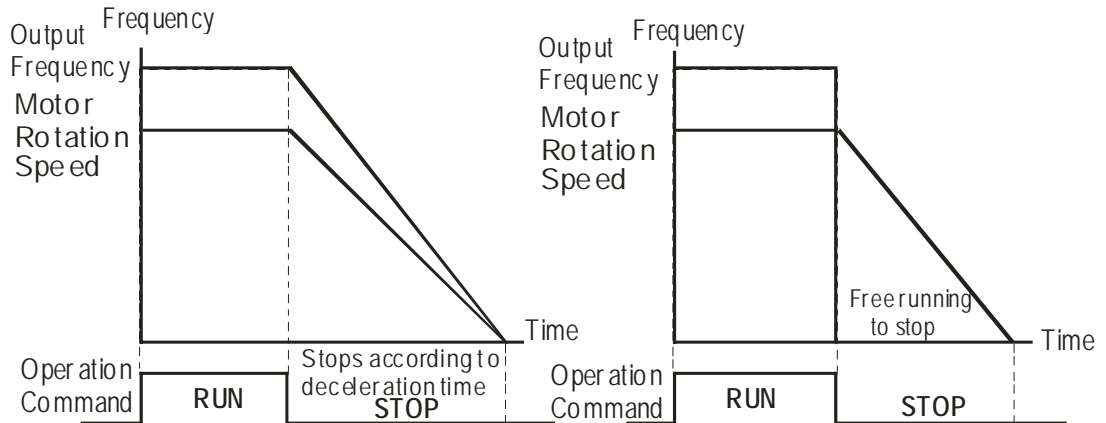 Frequency
Output
Frequency
Motor
Rotation
Speed
Time
Stops according to
deceleration time
Operation
Command
RUN
STOP
Frequency
Output
Frequency
Motor
Rotation
Speed
Free running
to stop
Time
Operation
Command
RUN
STOP